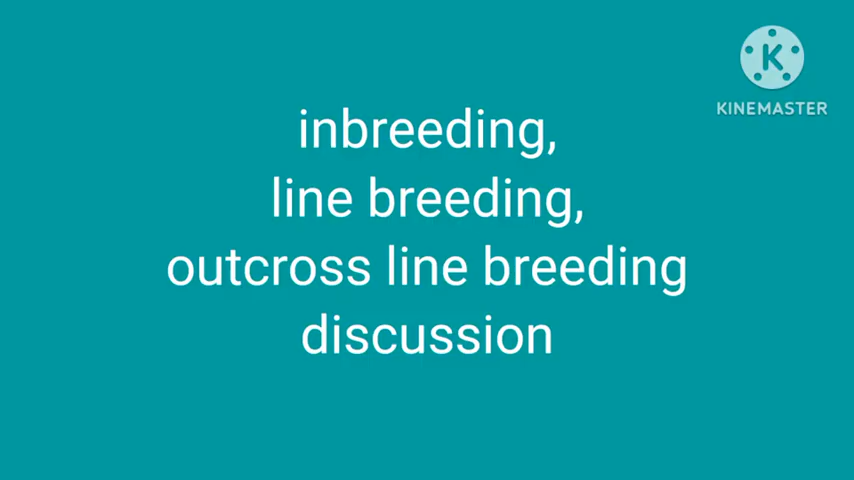 K
KINEMASTER
inbreeding,
line breeding,
outcross line breeding
discussion